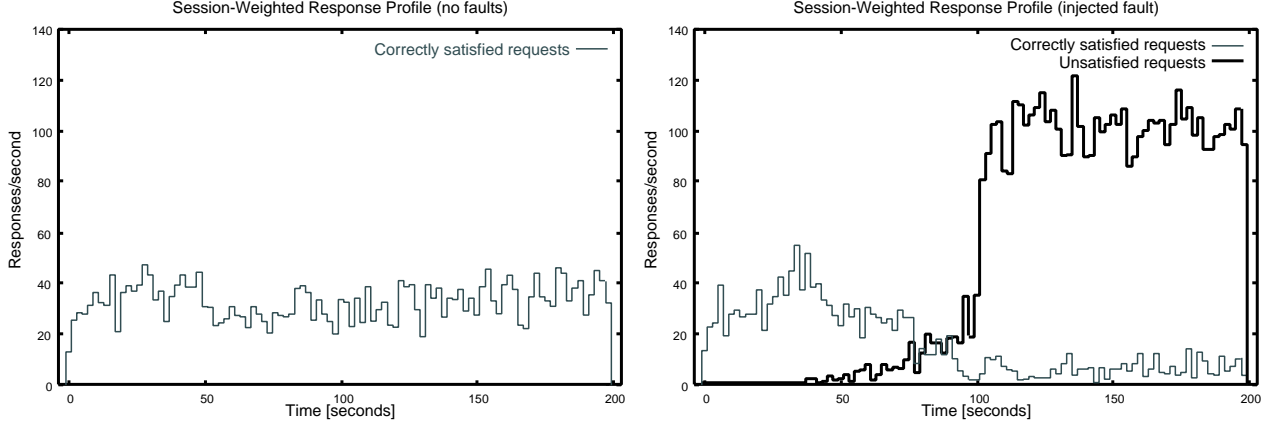 Session-Weighted Response Profile (no faults)
140
120
100
80
60
40
20
0
Responses/second
Correctly satisfied requests
0
50
100
150
200
Time [seconds]
Session-Weighted Response Profile (injected fault)
140
120
100
80
60
40
20
0
Responses/second
Correctly satisfied requests
Unsatisfied requests
0
50
100
150
200
Time [seconds]